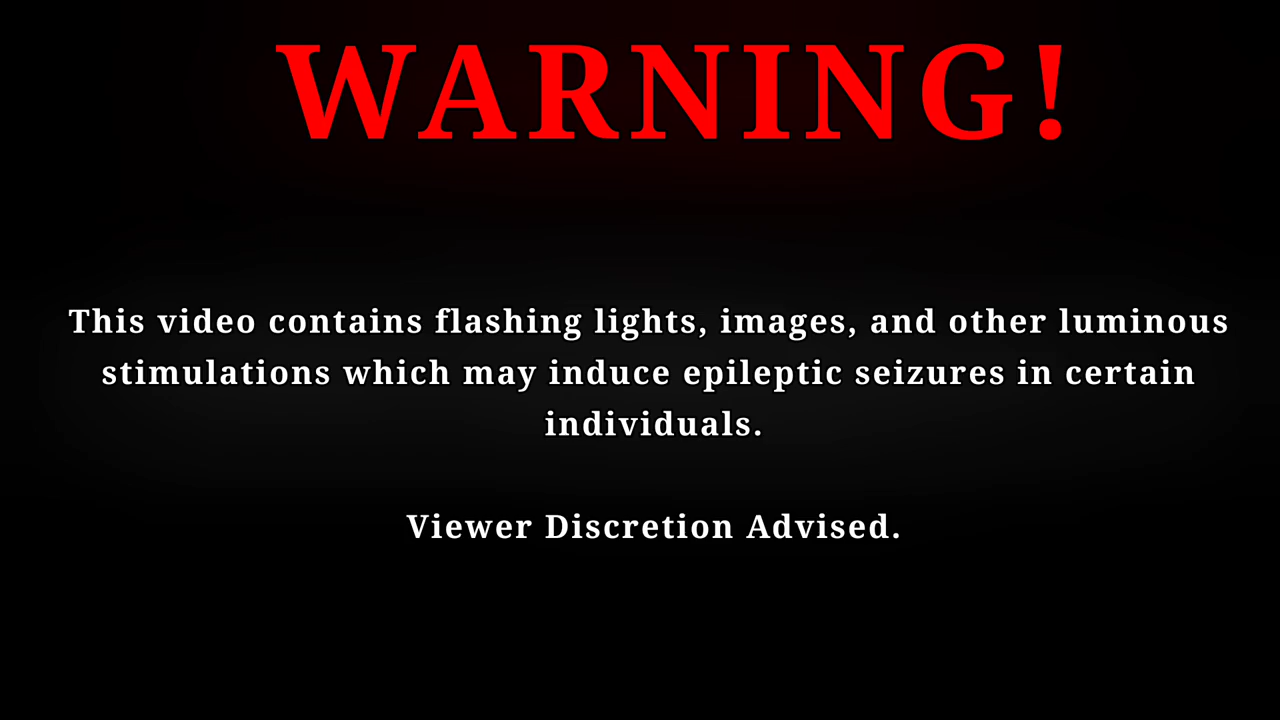 WARNING!
This video contains flashing lights, images, and other luminous
stimulations which may induce epileptic seizures in certain
individuals.
Viewer Discretion Advised.